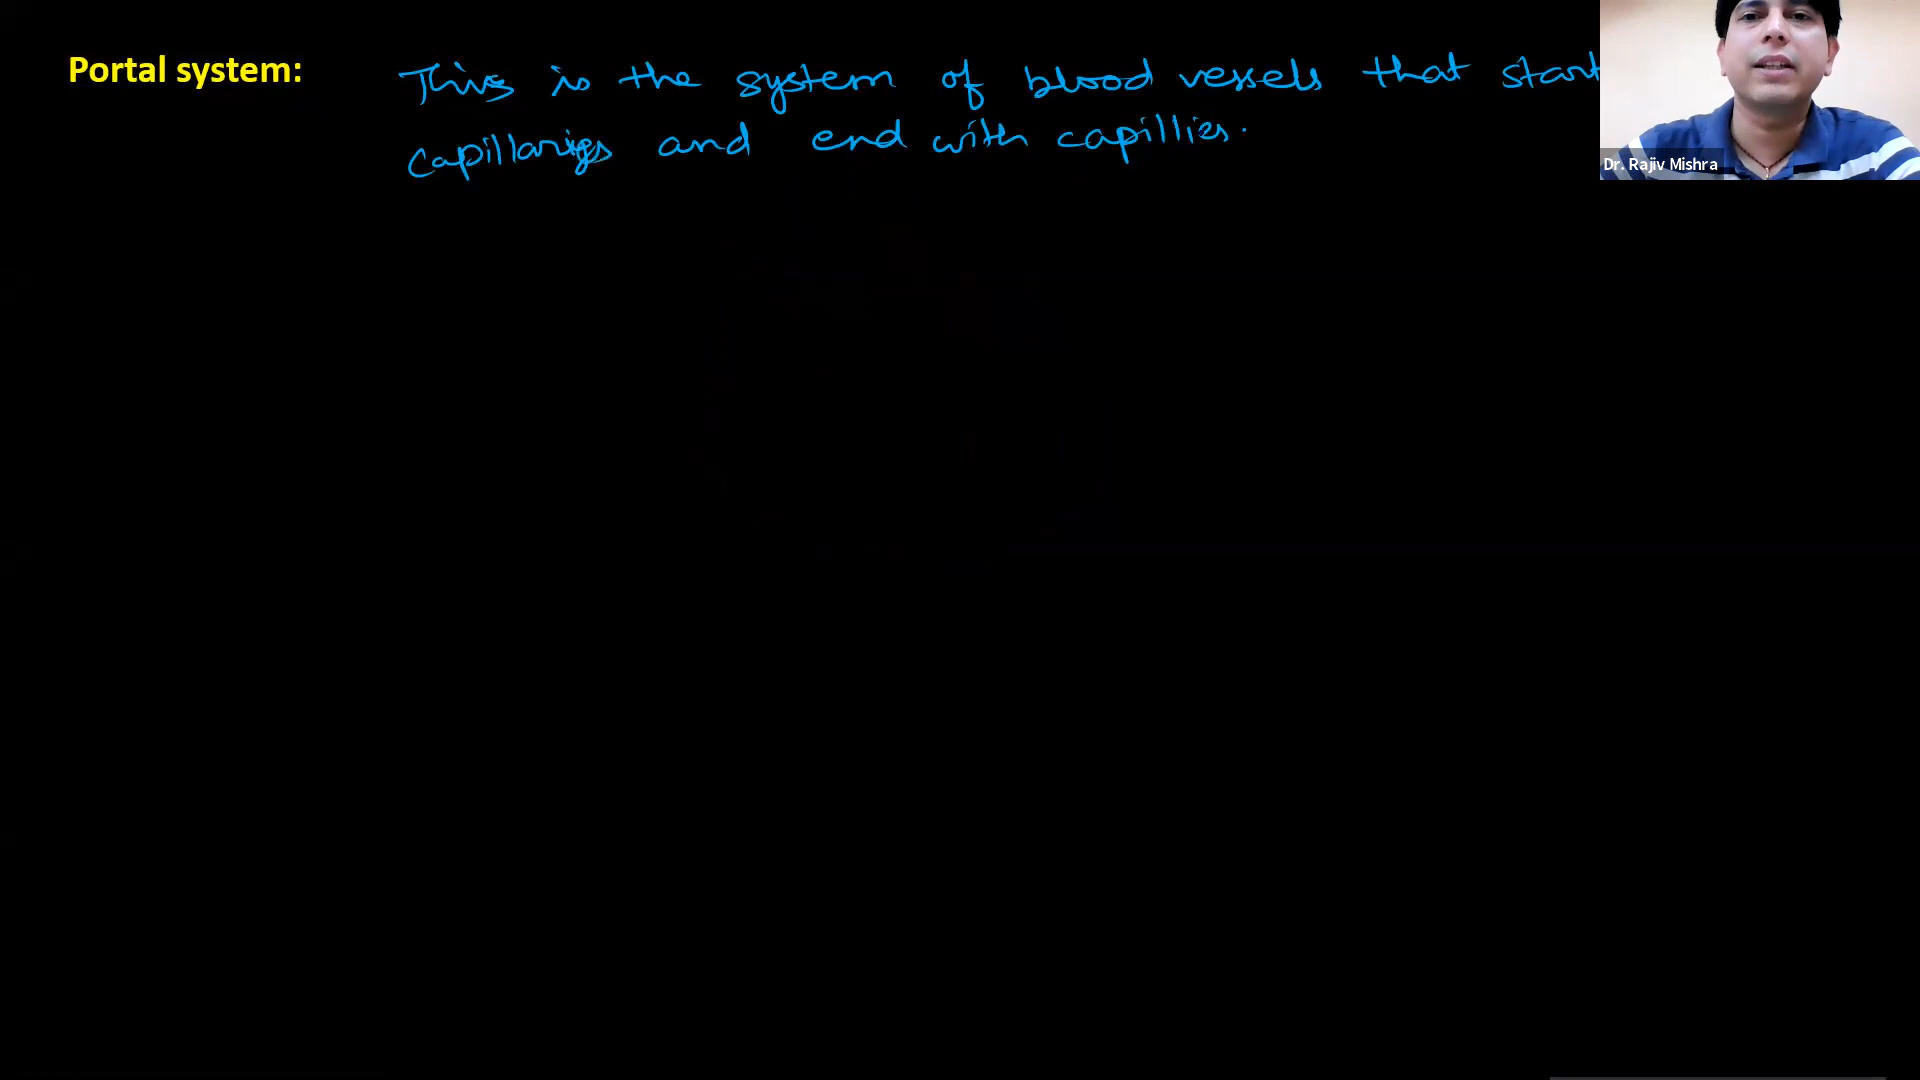 Portal system: This is the system of blood vessels that start
capillaries and end with capillies.
Dr. Rajiv Mishra